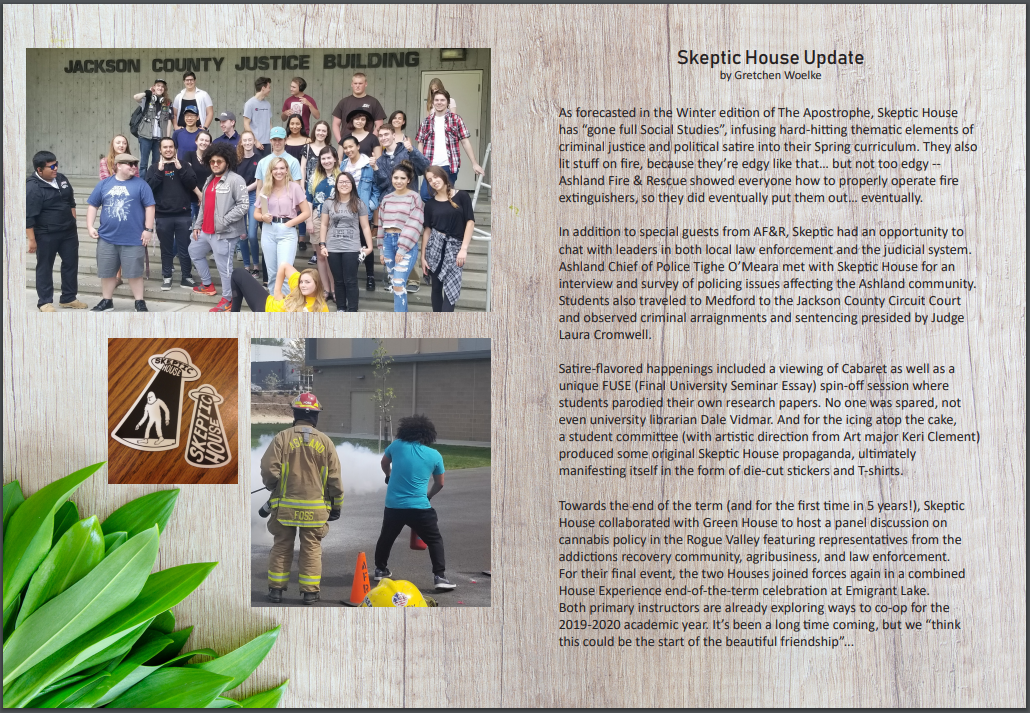 JACKSON COUNTY JUSTICE BUILDING
SKEPTIC
HOUSE
SKEPTIC
HOUSE
ASHLAND
FOSS
Skeptic House Update
by Gretchen Woelke
As forecasted in the Winter edition of The Apostrophe, Skeptic House
has “gone full Social Studies”, infusing hard-hitting thematic elements of
criminal justice and political satire into their Spring curriculum. They also
lit stuff on fire, because they’re edgy like that... but not too edgy --
Ashland Fire & Rescue showed everyone how to properly operate fire
extinguishers, so they did eventually put them out... eventually.
In addition to special guests from AF&R, Skeptic had an opportunity to
chat with leaders in both local law enforcement and the judicial system.
Ashland Chief of Police Tighe O’Meara met with Skeptic House for an
interview and survey of policing issues affecting the Ashland community.
Students also traveled to Medford to the Jackson County Circuit Court
and observed criminal arraignments and sentencing presided by Judge
Laura Cromwell.
Satire-flavored happenings included a viewing of Cabaret as well as a
unique FUSE (Final University Seminar Essay) spin-off session where
students parodied their own research papers. No one was spared, not
even university librarian Dale Vidmar. And for the icing atop the cake,
a student committee (with artistic direction from Art major Keri Clement)
produced some original Skeptic House propaganda, ultimately
manifesting itself in the form of die-cut stickers and T-shirts.
Towards the end of the term (and for the first time in 5 years!), Skeptic
House collaborated with Green House to host a panel discussion on
cannabis policy in the Rogue Valley featuring representatives from the
addictions recovery community, agribusiness, and law enforcement.
For their final event, the two Houses joined forces again in a combined
House Experience end-of-the-term celebration at Emigrant Lake.
Both primary instructors are already exploring ways to co-op for the
2019-2020 academic year. It’s been a long time coming, but we “think
this could be the start of the beautiful friendship”...